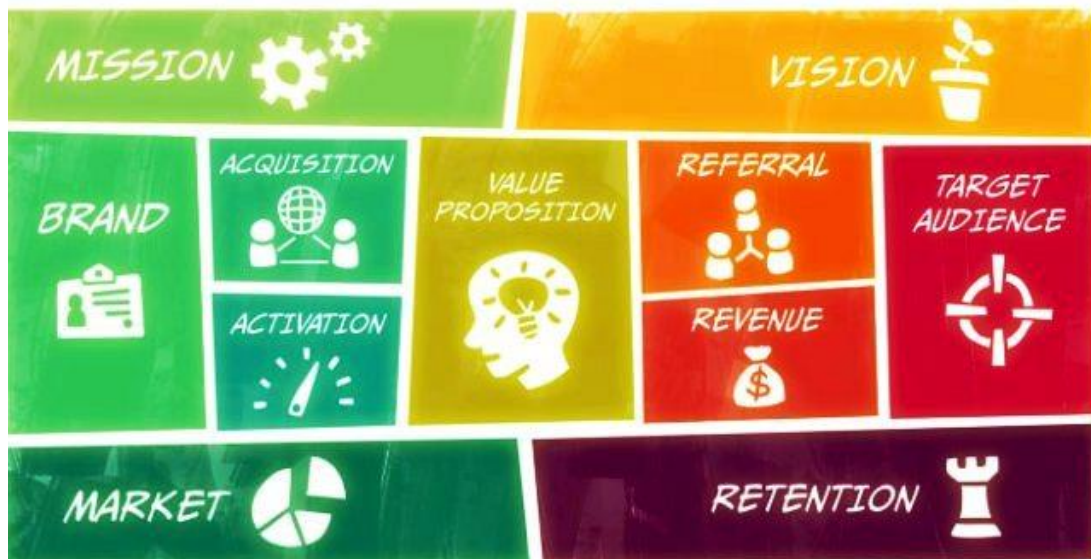 MISSION
VISION
BRAND
ACQUISITION
ACTIVATION
VALUE
PROPOSITION
REFERRAL
REVENUE
$
TARGET
AUDIENCE
MARKET
RETENTION